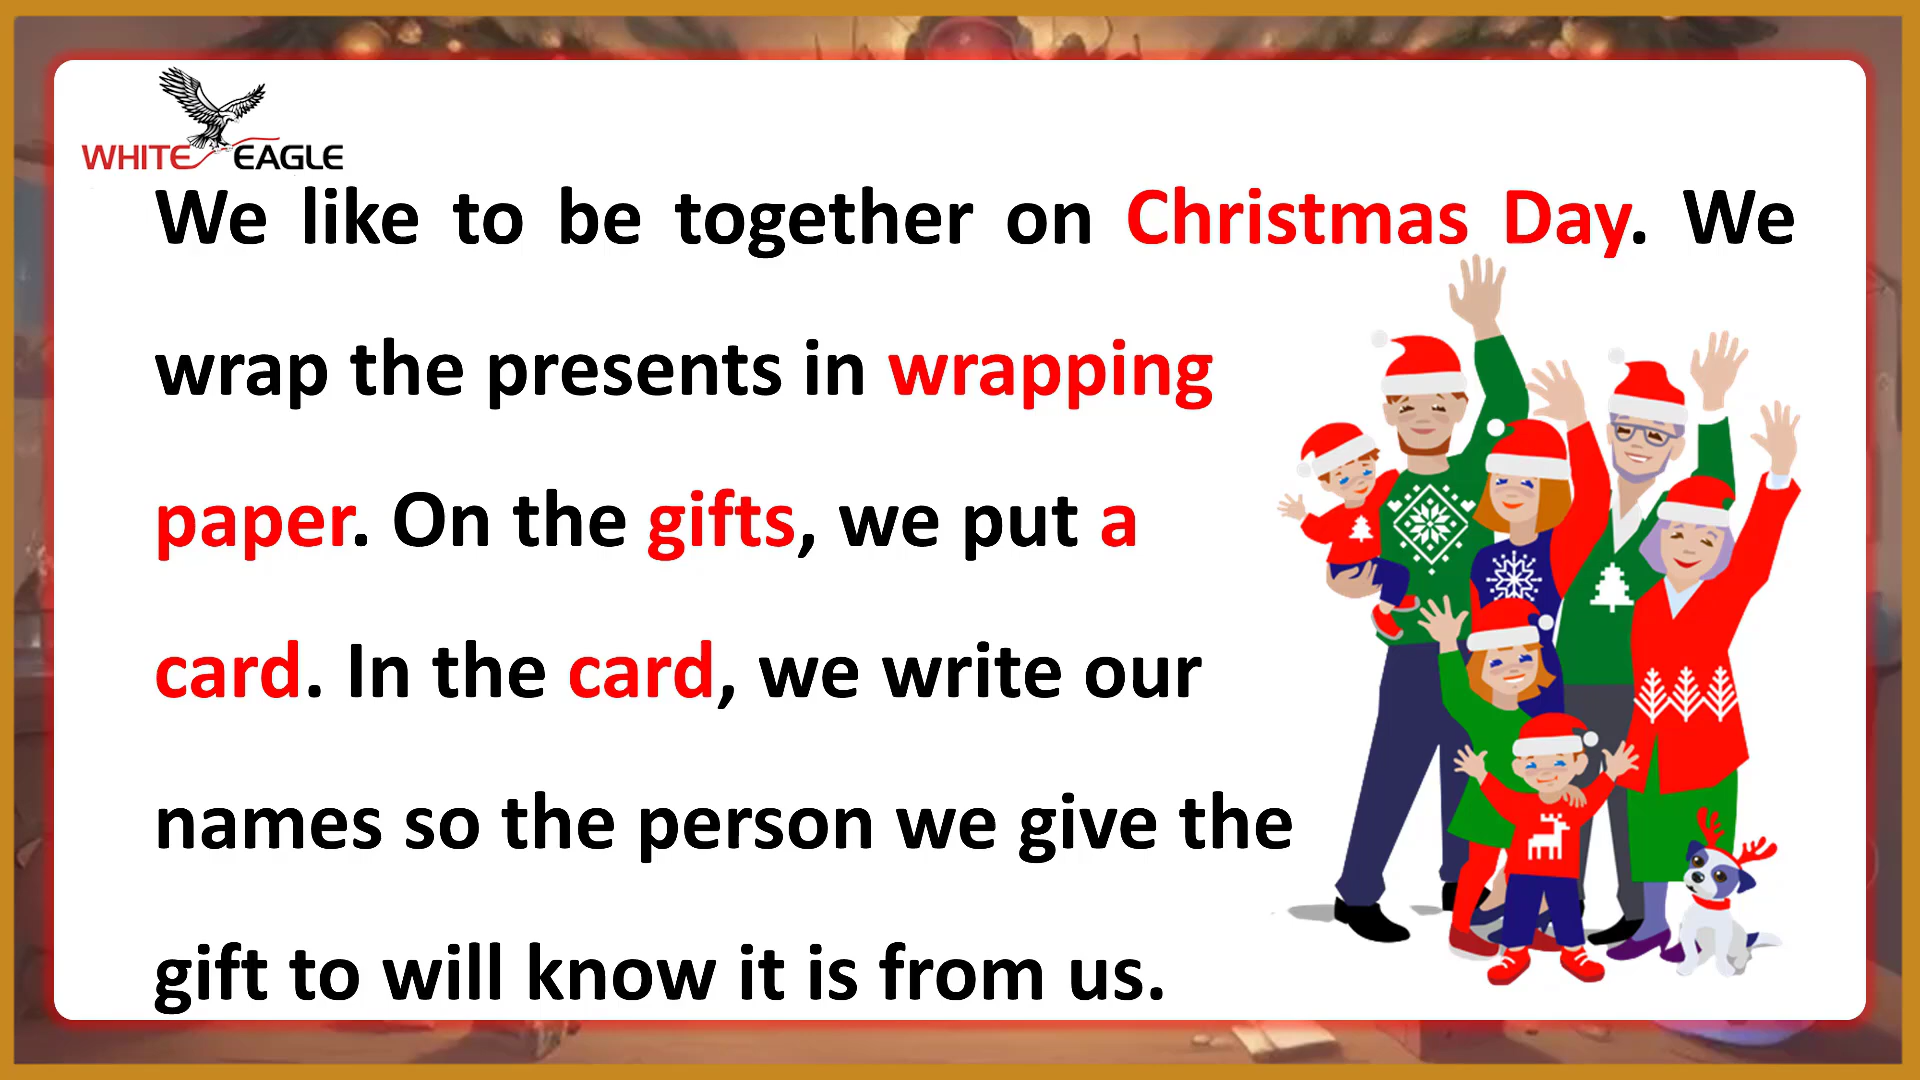 WHITE EAGLE
We like to be together on Christmas Day. We
wrap the presents in wrapping
paper. On the gifts, we put a
card. In the card, we write our
names so the person we give the
gift to will know it is from us.